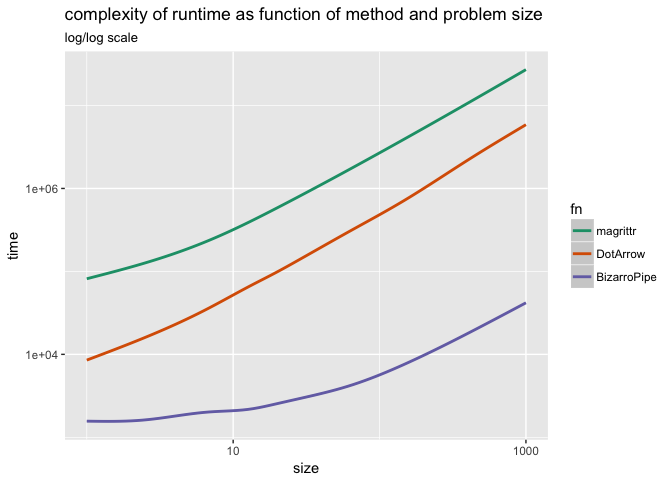 complexity of runtime as function of method and problem size
log/log scale
time
1e+06
1e+04
10
1000
size
fn
magrittr
DotArrow
BizarroPipe